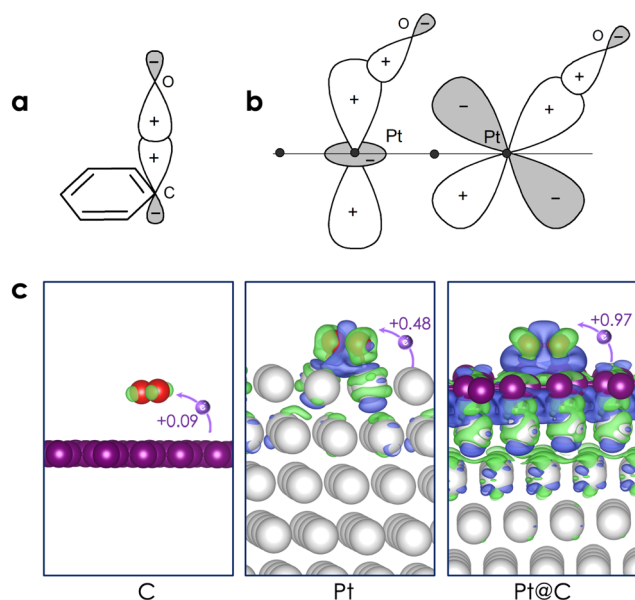 a
−
O
+
+
C
−
b
−
O
+
+
Pt
−
+
−
O
+
−
Pt
+
+
−
c
+0.09
+0.48
+0.97
C
Pt
Pt@C